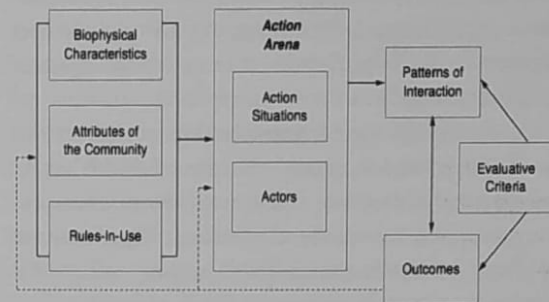 Biophysical
Characteristics
Attributes of
the Community
Rules-In-Use
Action
Arena
Action
Situations
Actors
Patterns of
Interaction
Evaluative
Criteria
Outcomes